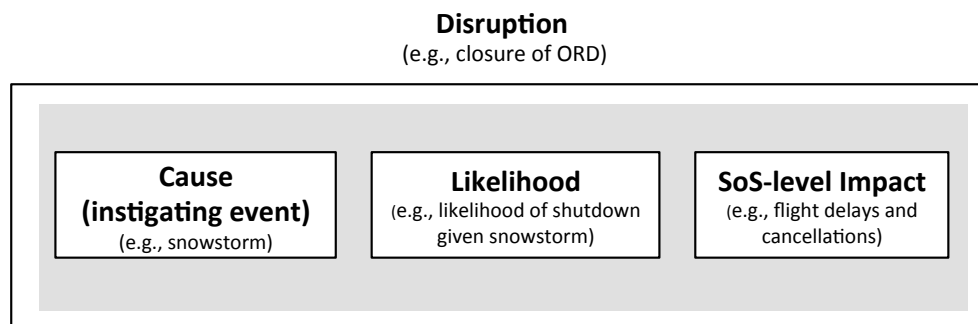 Disruption
(e.g., closure of ORD)
Cause
(instigating event)
(e.g., snowstorm)
Likelihood
(e.g., likelihood of shutdown
given snowstorm)
SoS-level Impact
(e.g., flight delays and
cancellations)